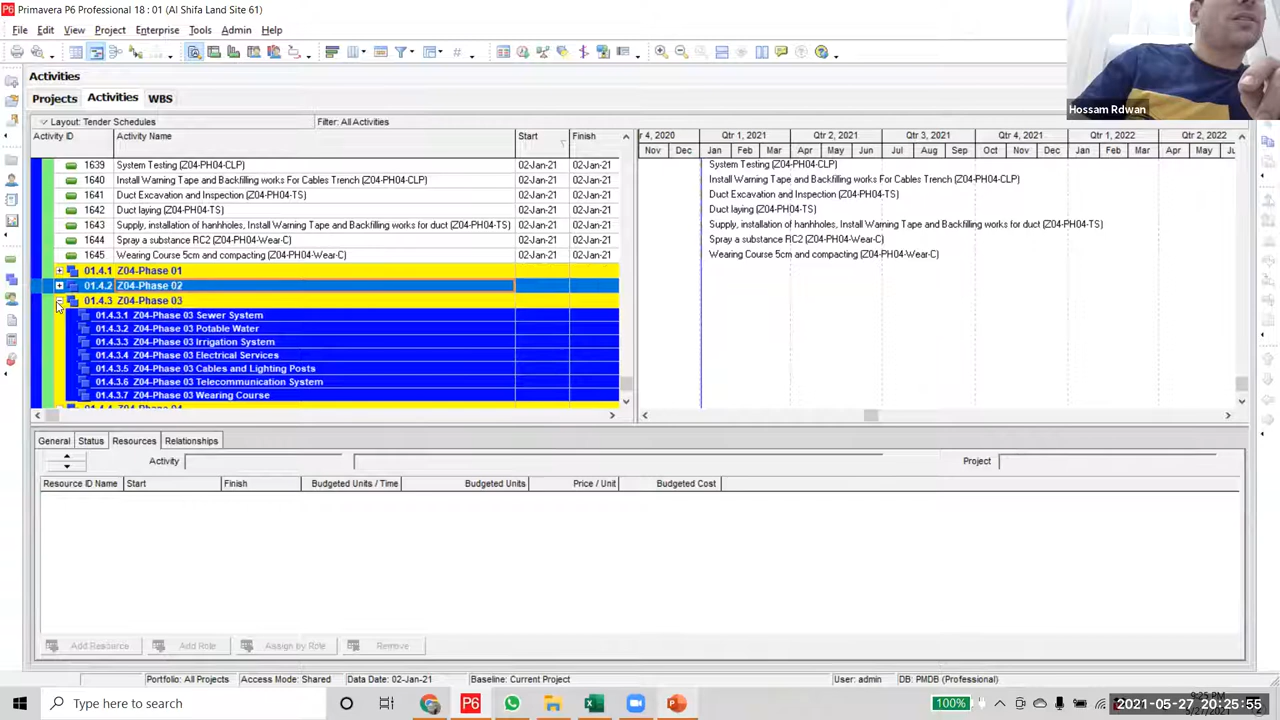 Primavera P6 Professional 18 : 01 (Al Shifa Land Site 61)
File Edit View Project Enterprise Tools Admin Help
Hossam Rdwan
Activities
Projects Activities WBS
Layout: Tender Schedules Filter: All Activities
Activity ID Activity Name Start Finish
r 4, 2020 Qtr 1, 2021 Qtr 2, 2021 Qtr 3, 2021 Qtr 4, 2021 Qtr 1, 2022 Qtr 2, 2022
Nov Dec Jan Feb Mar Apr May Jun Jul Aug Sep Oct Nov Dec Jan Feb Mar Apr May Ju
1639 System Testing (Z04-PH04-CLP) 02-Jan-21 02-Jan-21 System Testing (Z04-PH04-CLP)
1640 Install Warning Tape and Backfilling works For Cables Trench (Z04-PH04-CLP) 02-Jan-21 02-Jan-21 Install Warning Tape and Backfilling works For Cables Trench (Z04-PH04-CLP)
1641 Duct Excavation and Inspection (Z04-PH04-TS) 02-Jan-21 02-Jan-21 Duct Excavation and Inspection (Z04-PH04-TS)
1642 Duct laying (Z04-PH04-TS) 02-Jan-21 02-Jan-21 Duct laying (Z04-PH04-TS)
1643 Supply, installation of hanhholes, Install Warning Tape and Backfilling works for duct (Z04-PH04-TS) 02-Jan-21 02-Jan-21 Supply, installation of hanhholes, Install Warning Tape and Backfilling works for duct (Z04-PH04-TS)
1644 Spray a substance RC2 (Z04-PH04-Wear-C) 02-Jan-21 02-Jan-21 Spray a substance RC2 (Z04-PH04-Wear-C)
1645 Wearing Course 5cm and compacting (Z04-PH04-Wear-C) 02-Jan-21 02-Jan-21 Wearing Course 5cm and compacting (Z04-PH04-Wear-C)
01.4.1 Z04-Phase 01
01.4.2 Z04-Phase 02
01.4.3 Z04-Phase 03
01.4.3.1 Z04-Phase 03 Sewer System
01.4.3.2 Z04-Phase 03 Potable Water
01.4.3.3 Z04-Phase 03 Irrigation System
01.4.3.4 Z04-Phase 03 Electrical Services
01.4.3.5 Z04-Phase 03 Cables and Lighting Posts
01.4.3.6 Z04-Phase 03 Telecommunication System
01.4.3.7 Z04-Phase 03 Wearing Course
01.4.4 Z04-Phase 04
General Status Resources Relationships
Activity Project
Resource ID Name Start Finish Budgeted Units / Time Budgeted Units Price / Unit Budgeted Cost
Add Resource Add Role Assign by Role Remove
Portfolio: All Projects Access Mode: Shared Data Date: 02-Jan-21 Baseline: Current Project User: admin DB: PMDB (Professional)
Type here to search 100% 9:25 PM
5/27/2021
2021-05-27 20:25:55